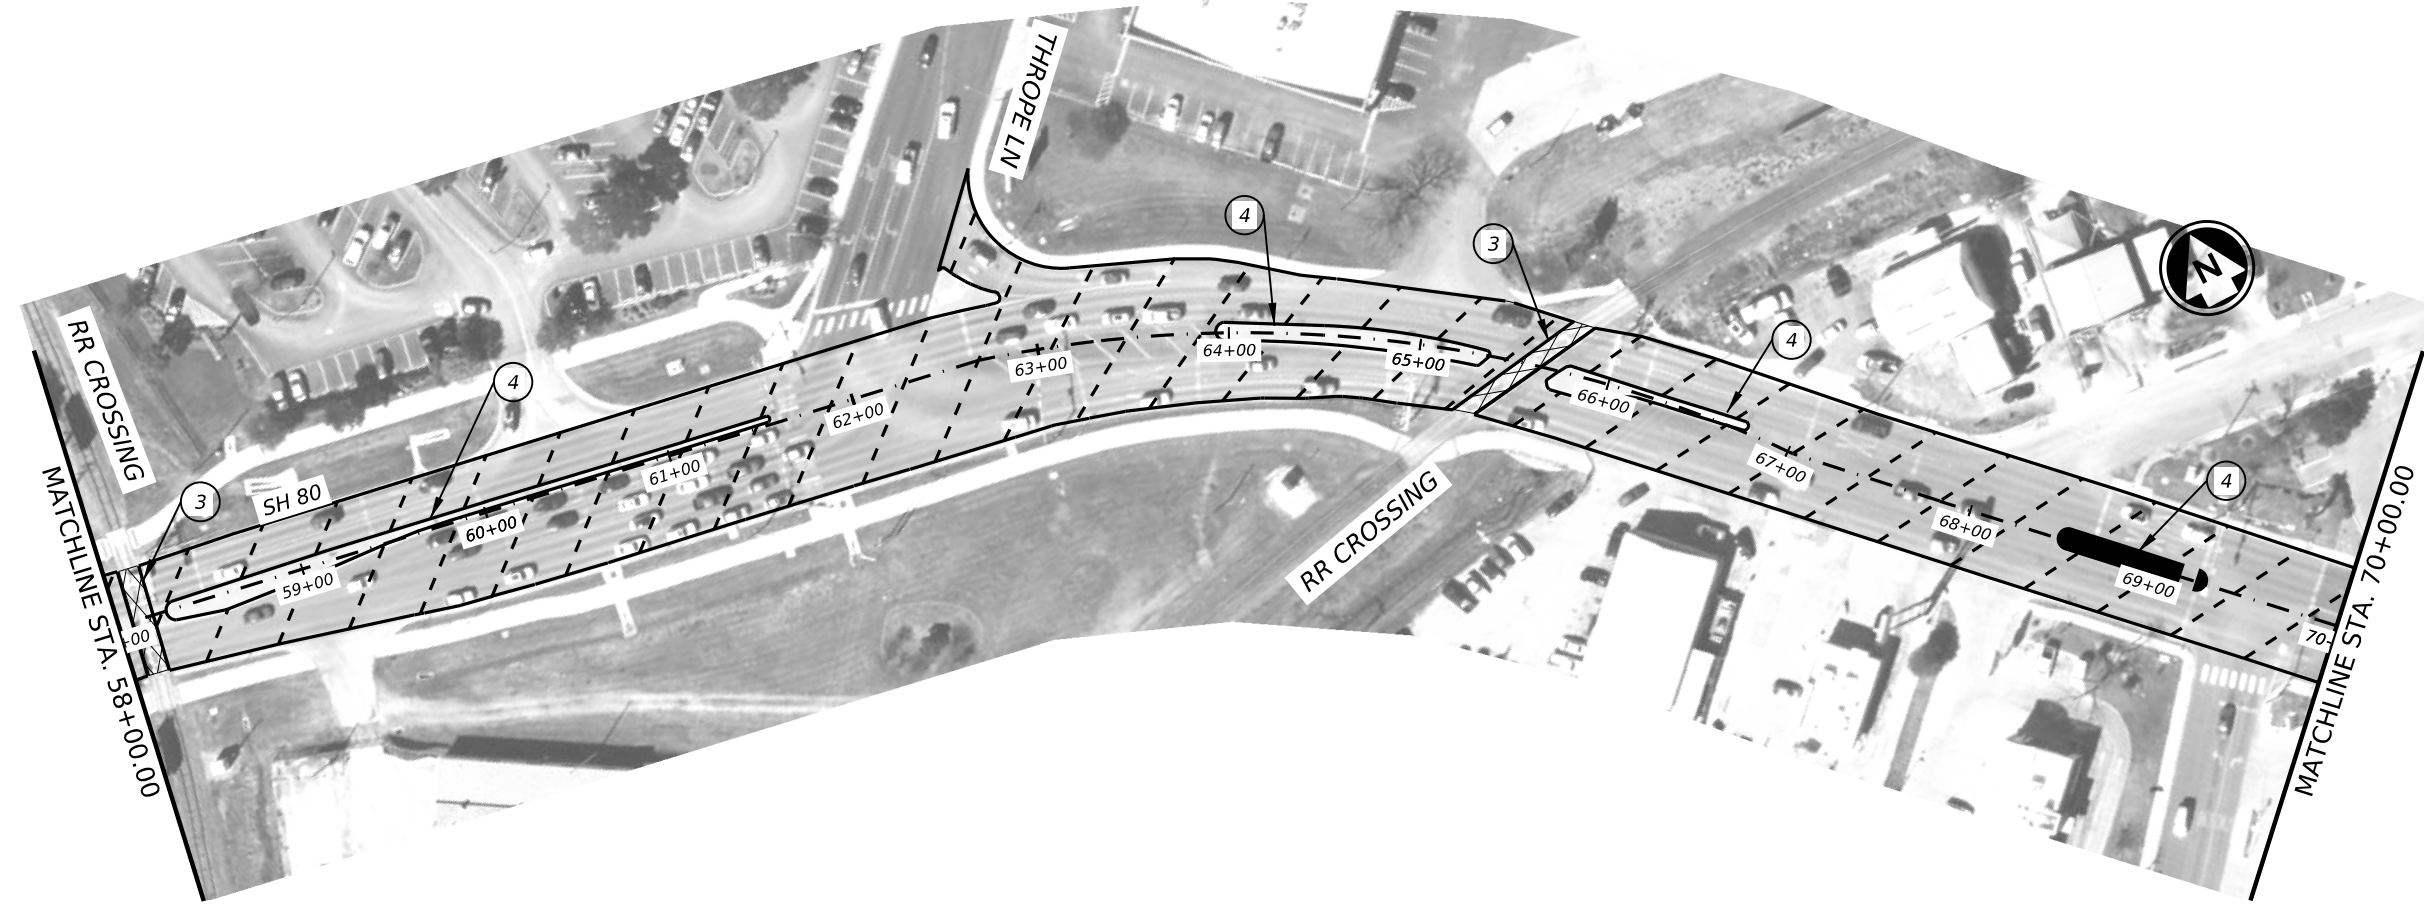 THROPE LN
4
3
N
RR CROSSING
4
64+00
65+00
63+00
4
66+00
62+00
67+00
61+00
4
3
SH 80
60+00
68+00
59+00
69+00
RR CROSSING
-00
70-
MATCHLINE STA. 58+00.00
MATCHLINE STA. 70+00.00